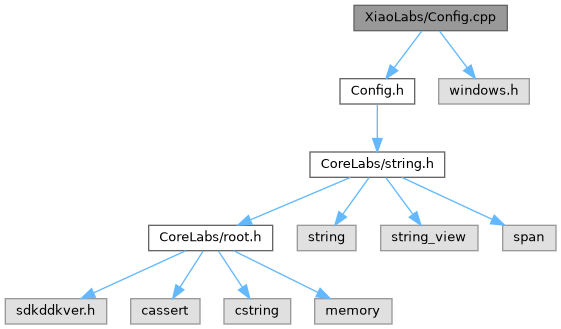 XiaoLabs/Config.cpp
Config.h
windows.h
CoreLabs/string.h
CoreLabs/root.h
string
string_view
span
sdkddkver.h
cassert
cstring
memory